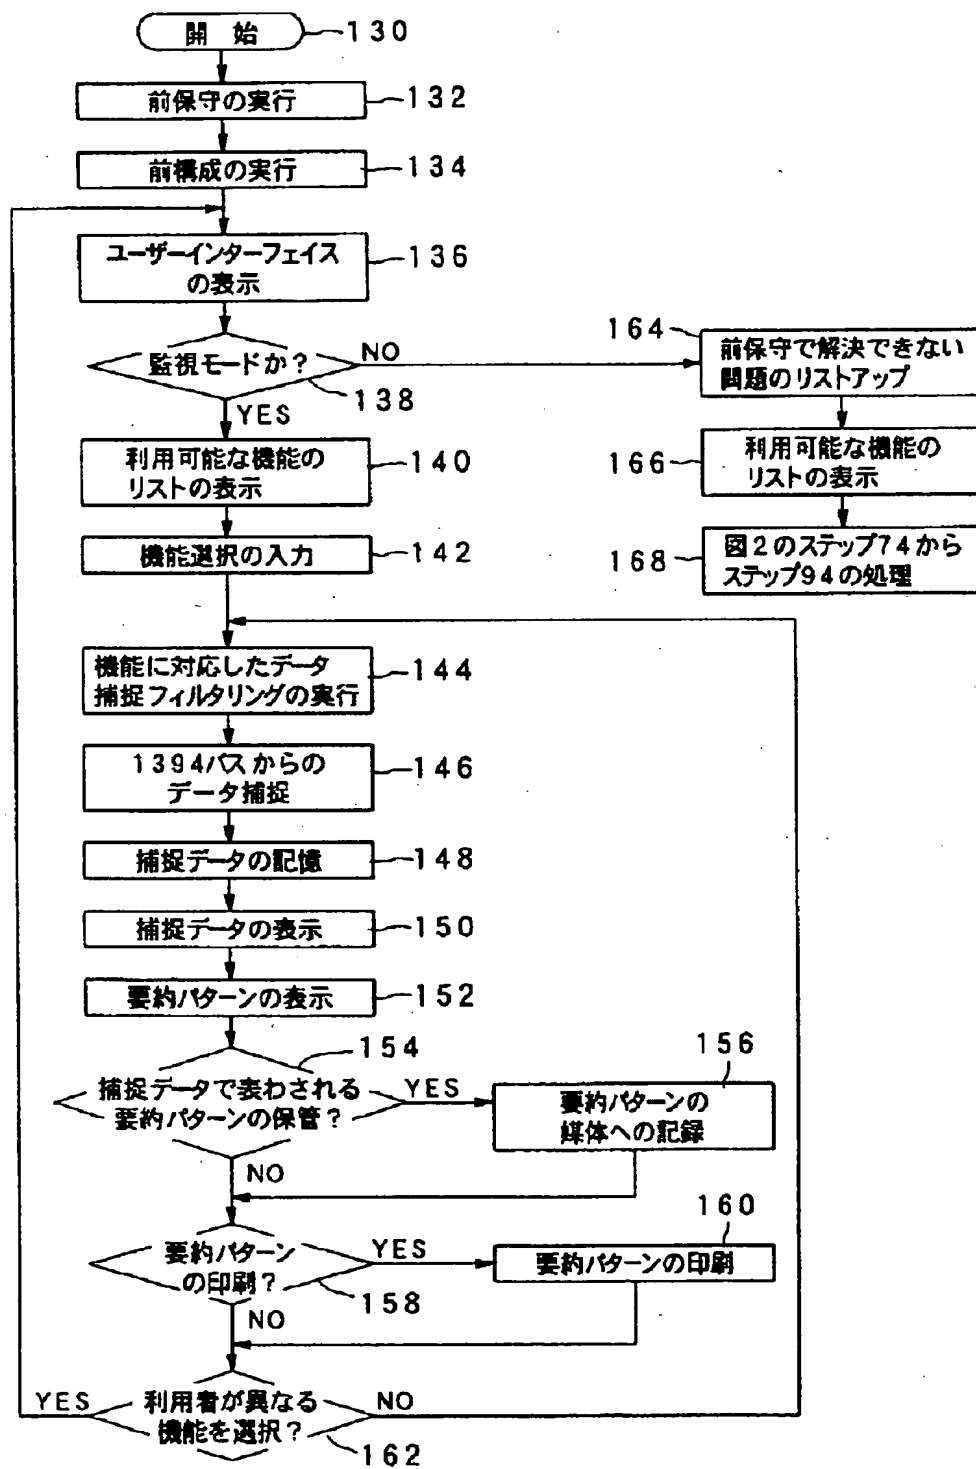 開 始
130
前保守の実行
132
前構成の実行
134
ユーザーインターフェイス
の表示
136
監視モードか?
NO
138
YES
164
前保守で解決できない
問題のリストアップ
利用可能な機能の
リストの表示
140
166
利用可能な機能の
リストの表示
機能選択の入力
142
168
図2のステップ74から
ステップ94の処理
機能に対応したデータ
捕捉フィルタリングの実行
144
1394バスからの
データ捕捉
146
捕捉データの記憶
148
捕捉データの表示
150
要約パターンの表示
152
154
捕捉データで表わされる
要約パターンの保管?
YES
156
要約パターンの
媒体への記録
NO
要約パターン
の印刷?
YES
158
160
要約パターンの印刷
NO
YES
利用者が異なる
機能を選択?
NO
162